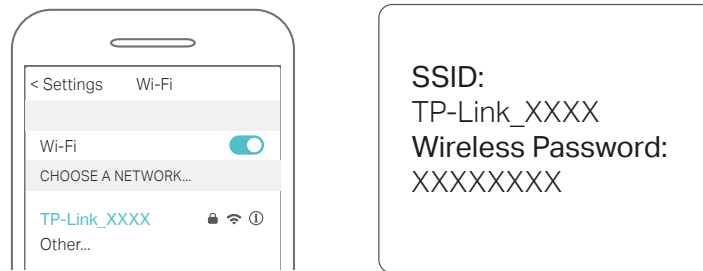 < Settings Wi-Fi
Wi-Fi
CHOOSE A NETWORK...
TP-Link_XXXX
Other...
SSID:
TP-Link_XXXX
Wireless Password:
XXXXXXXX